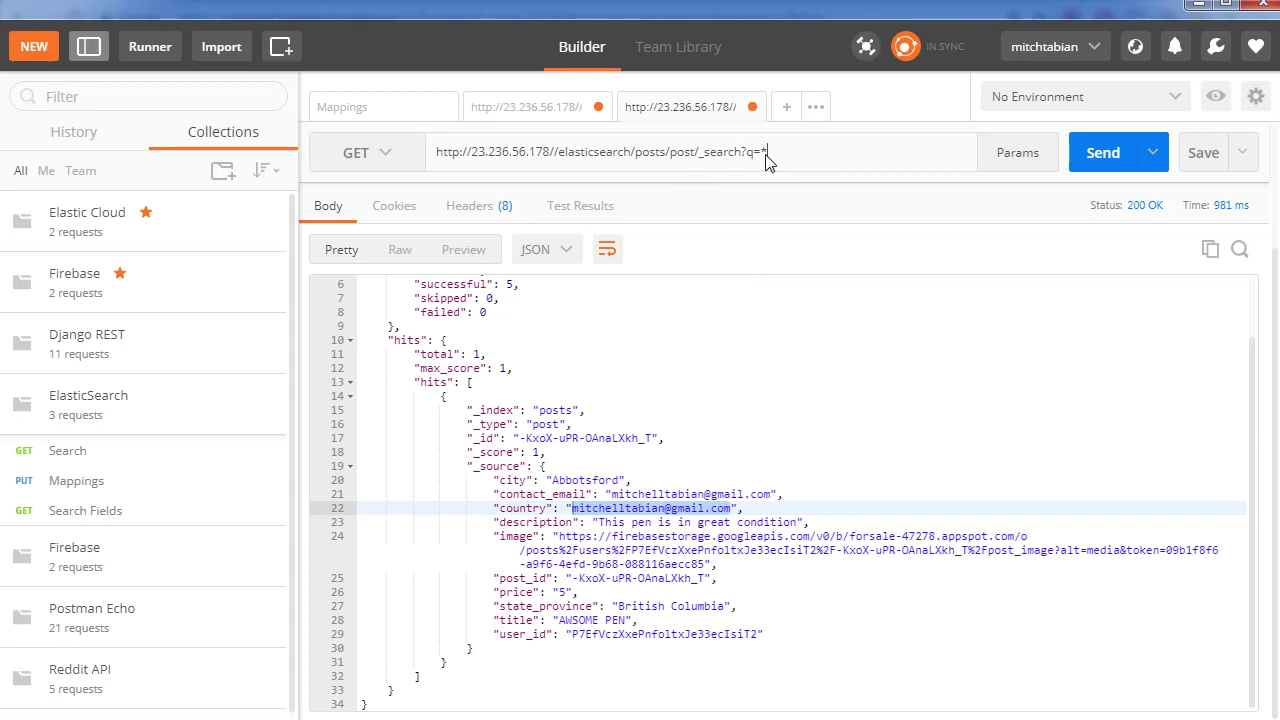 NEW
Runner
Import
Builder
Team Library
IN SYNC
mitchtabian
Filter
History
Collections
All Me Team
Elastic Cloud
2 requests
Firebase
2 requests
Django REST
11 requests
ElasticSearch
3 requests
GET Search
PUT Mappings
GET Search Fields
Firebase
2 requests
Postman Echo
21 requests
Reddit API
5 requests
Mappings
http://23.236.56.178//
http://23.236.56.178//
+
•••
No Environment
GET
http://23.236.56.178//elasticsearch/posts/post/_search?q=*
Params
Send
Save
Body
Cookies
Headers (8)
Test Results
Status: 200 OK
Time: 981 ms
Pretty
Raw
Preview
JSON
6 "successful": 5,
7 "skipped": 0,
8 "failed": 0
9 },
10 "hits": {
11 "total": 1,
12 "max_score": 1,
13 "hits": [
14 {
15 "_index": "posts",
16 "_type": "post",
17 "_id": "-KxoX-uPR-OAnaLXkh_T",
18 "_score": 1,
19 "_source": {
20 "city": "Abbotsford",
21 "contact_email": "mitchelltabian@gmail.com",
22 "country": "mitchelltabian@gmail.com",
23 "description": "This pen is in great condition",
24 "image": "https://firebasestorage.googleapis.com/v0/b/forsale-47278.appspot.com/o
/posts%2Fusers%2FP7EfVczXxePnfoltxJe33ecIsiT2%2F-KxoX-uPR-OAnaLXkh_T%2Fpost_image?alt=media&token=09b1f8f6
-a9f6-4efd-9b68-088116aecc85",
25 "post_id": "-KxoX-uPR-OAnaLXkh_T",
26 "price": "5",
27 "state_province": "British Columbia",
28 "title": "AWSOME PEN",
29 "user_id": "P7EfVczXxePnfoltxJe33ecIsiT2"
30 }
31 }
32 ]
33 }
34 }